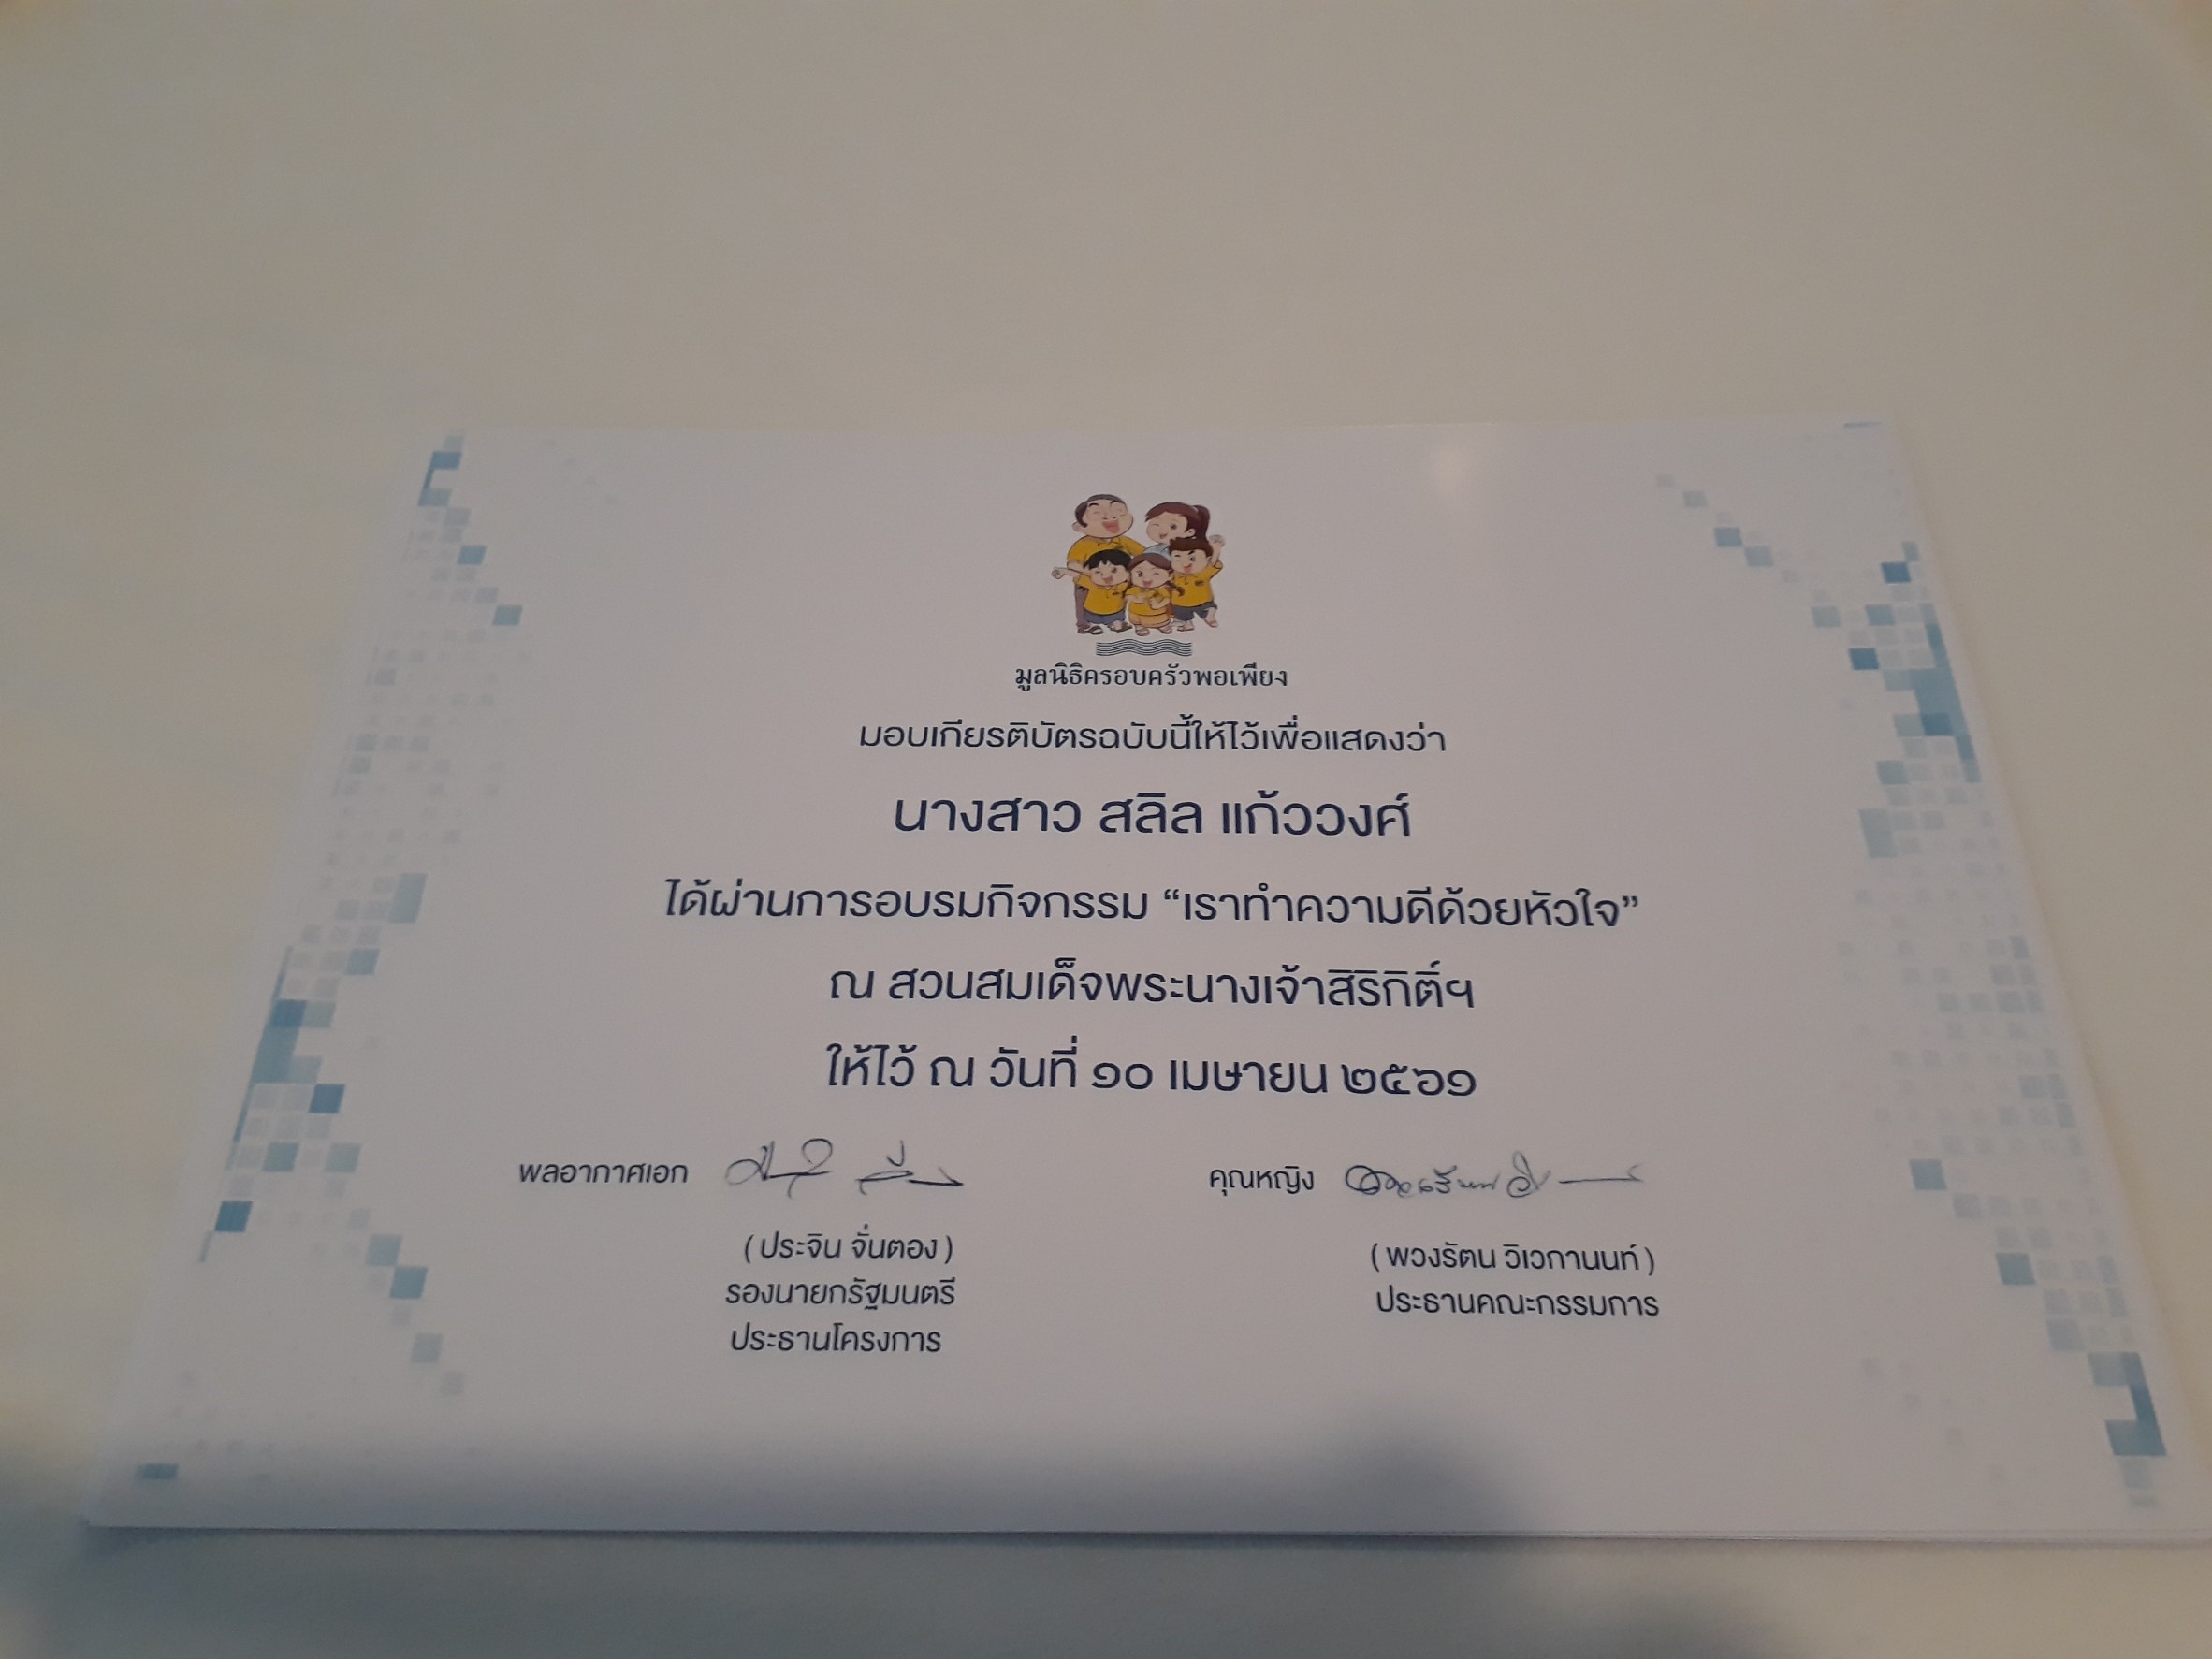 มูลนิธิครอบครัวพอเพียง
มอบเกียรติบัตรฉบับนี้ให้ไว้เพื่อแสดงว่า
นางสาว สลิล แก้ววงศ์
ได้ผ่านการอบรมกิจกรรม “เราทำความดีด้วยหัวใจ”
ณ สวนสมเด็จพระนางเจ้าสิริกิติ์ฯ
ให้ไว้ ณ วันที่ ๑๐ เมษายน ๒๕๖๑
พลอากาศเอก
(ประจิน จั่นตอง)
รองนายกรัฐมนตรี
ประธานโครงการ
คุณหญิง
(พวงรัตน วิเวกานนท์)
ประธานคณะกรรมการ